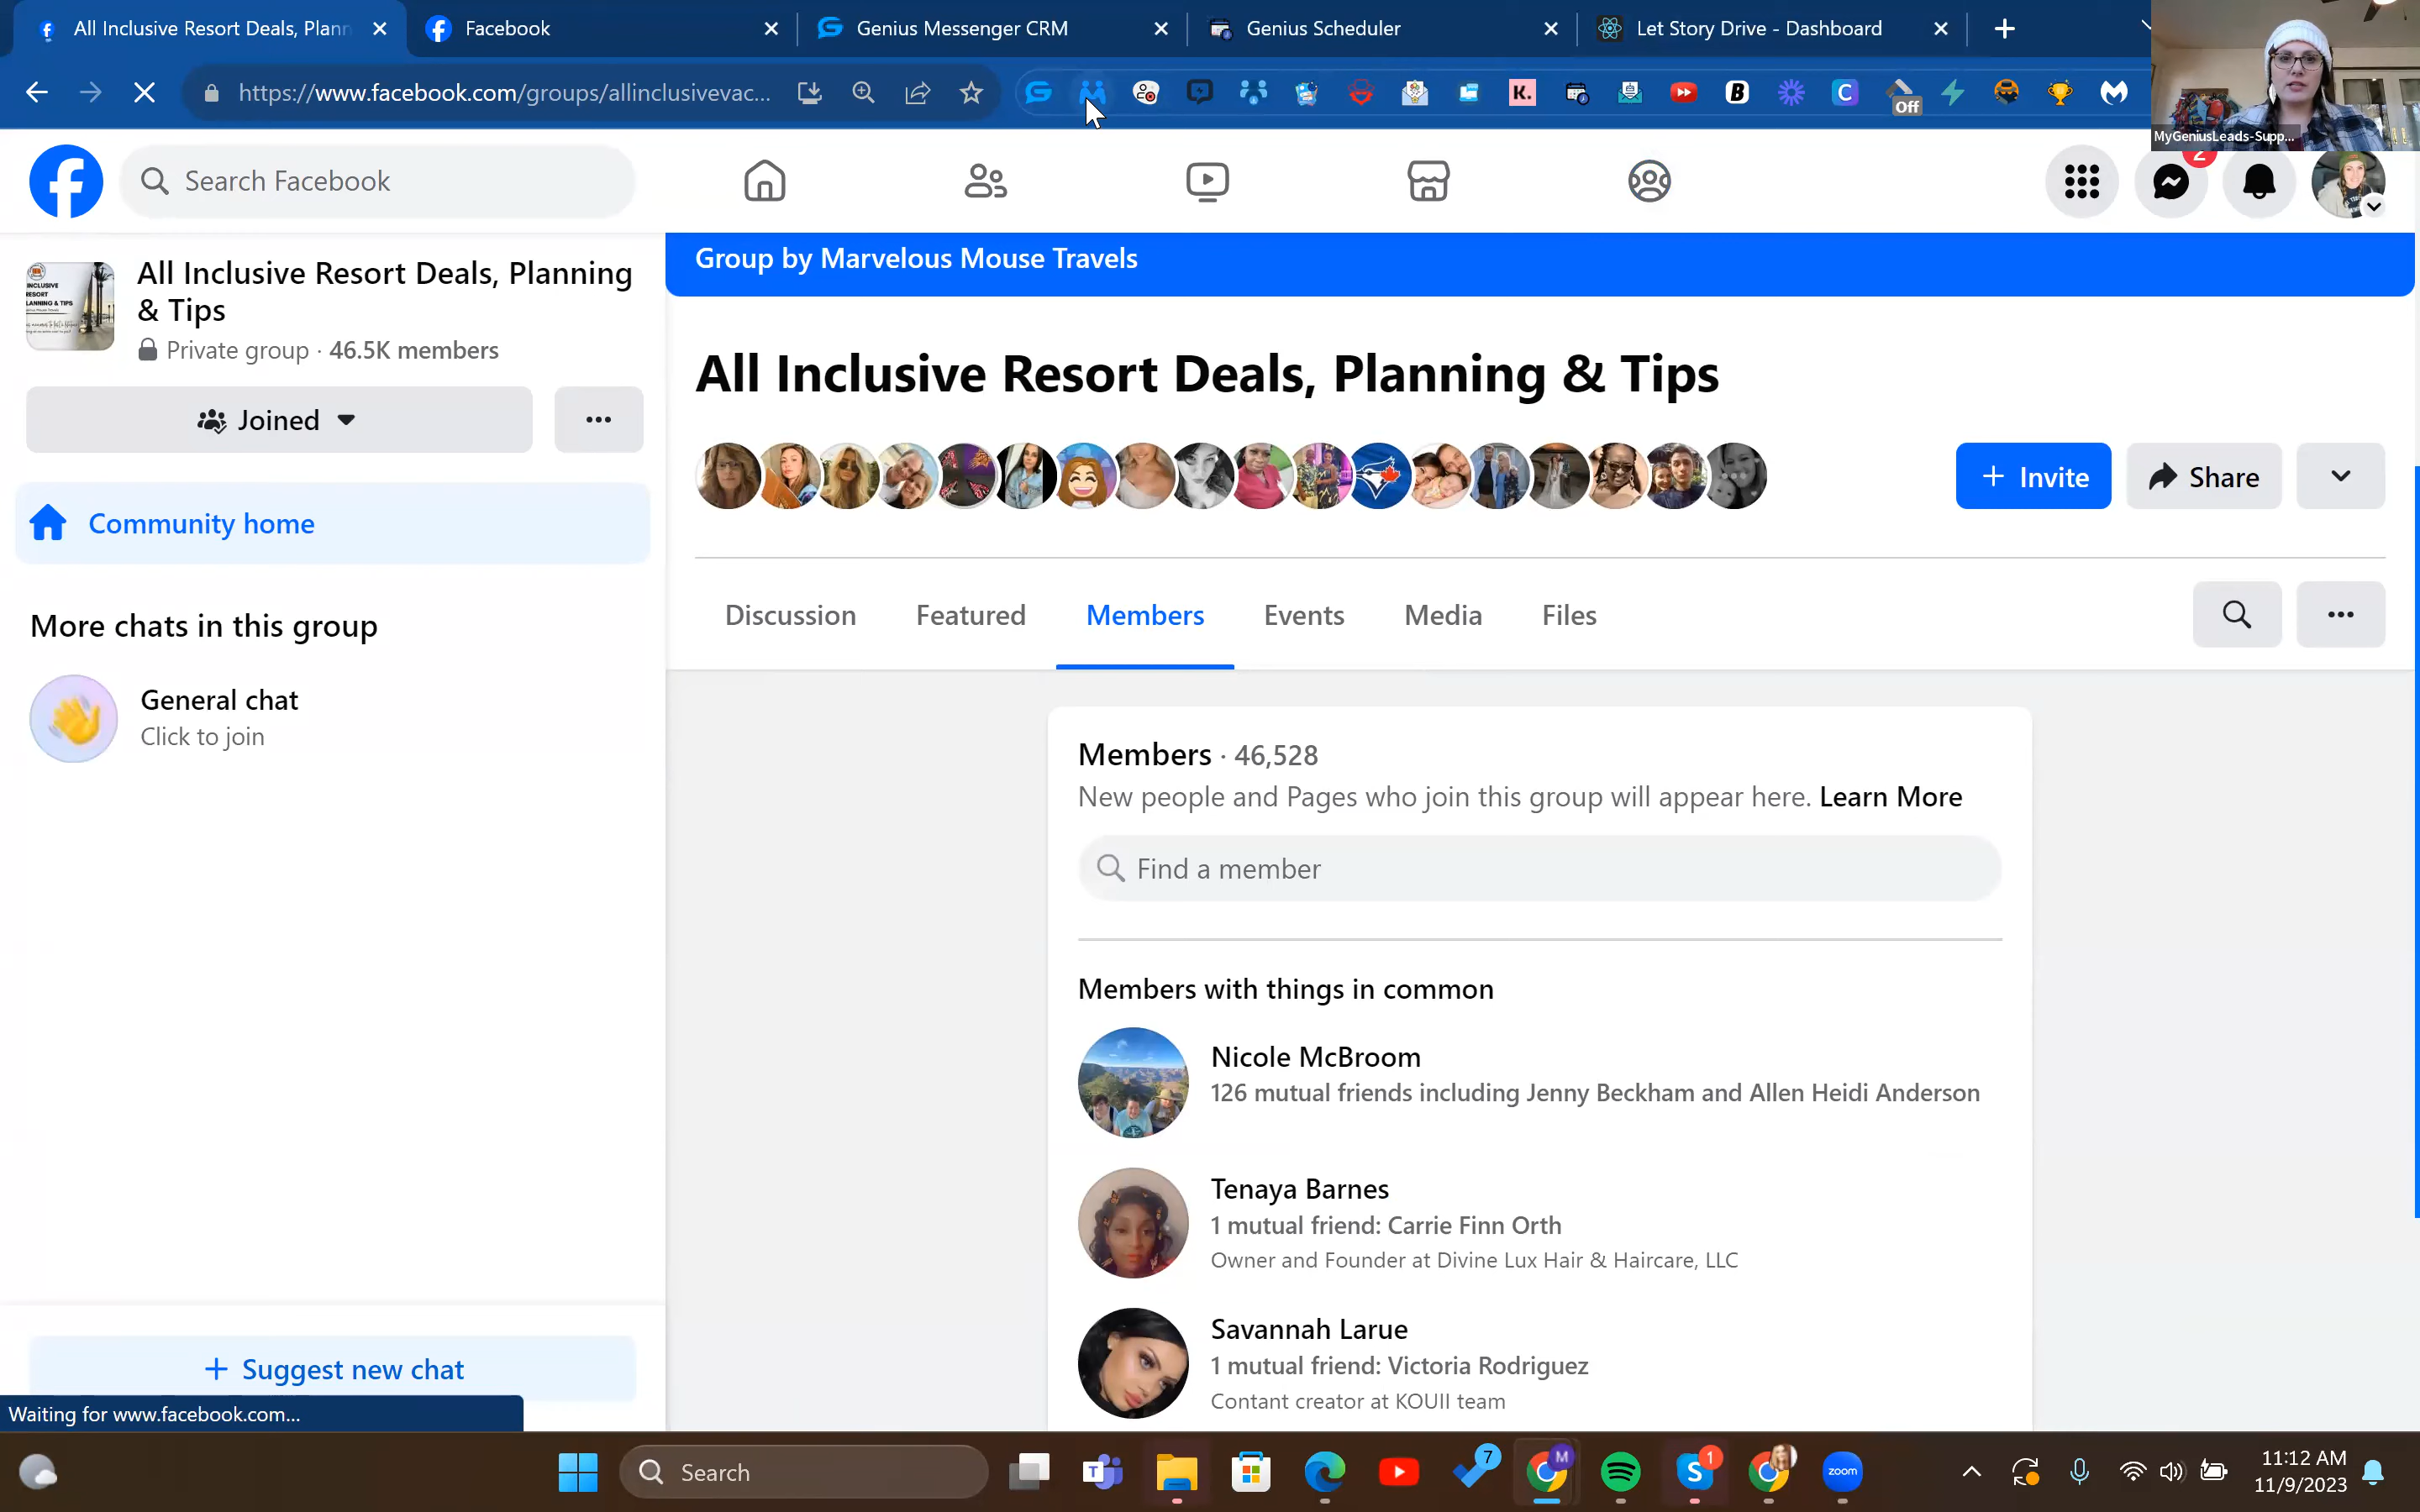 All Inclusive Resort Deals, Plann
Facebook
Genius Messenger CRM
Genius Scheduler
Let Story Drive - Dashboard
https://www.facebook.com/groups/allinclusivevac...
K.
B
C
Off
MyGeniusLeads-Supp...
Search Facebook
2
All Inclusive Resort Deals, Planning
& Tips
Private group · 46.5K members
Joined
Community home
More chats in this group
General chat
Click to join
Suggest new chat
Waiting for www.facebook.com...
Group by Marvelous Mouse Travels
All Inclusive Resort Deals, Planning & Tips
Invite
Share
Discussion
Featured
Members
Events
Media
Files
Members · 46,528
New people and Pages who join this group will appear here. Learn More
Find a member
Members with things in common
Nicole McBroom
126 mutual friends including Jenny Beckham and Allen Heidi Anderson
Tenaya Barnes
1 mutual friend: Carrie Finn Orth
Owner and Founder at Divine Lux Hair & Haircare, LLC
Savannah Larue
1 mutual friend: Victoria Rodriguez
Contant creator at KOUII team
Search
7
M
1
zoom
11:12 AM
11/9/2023